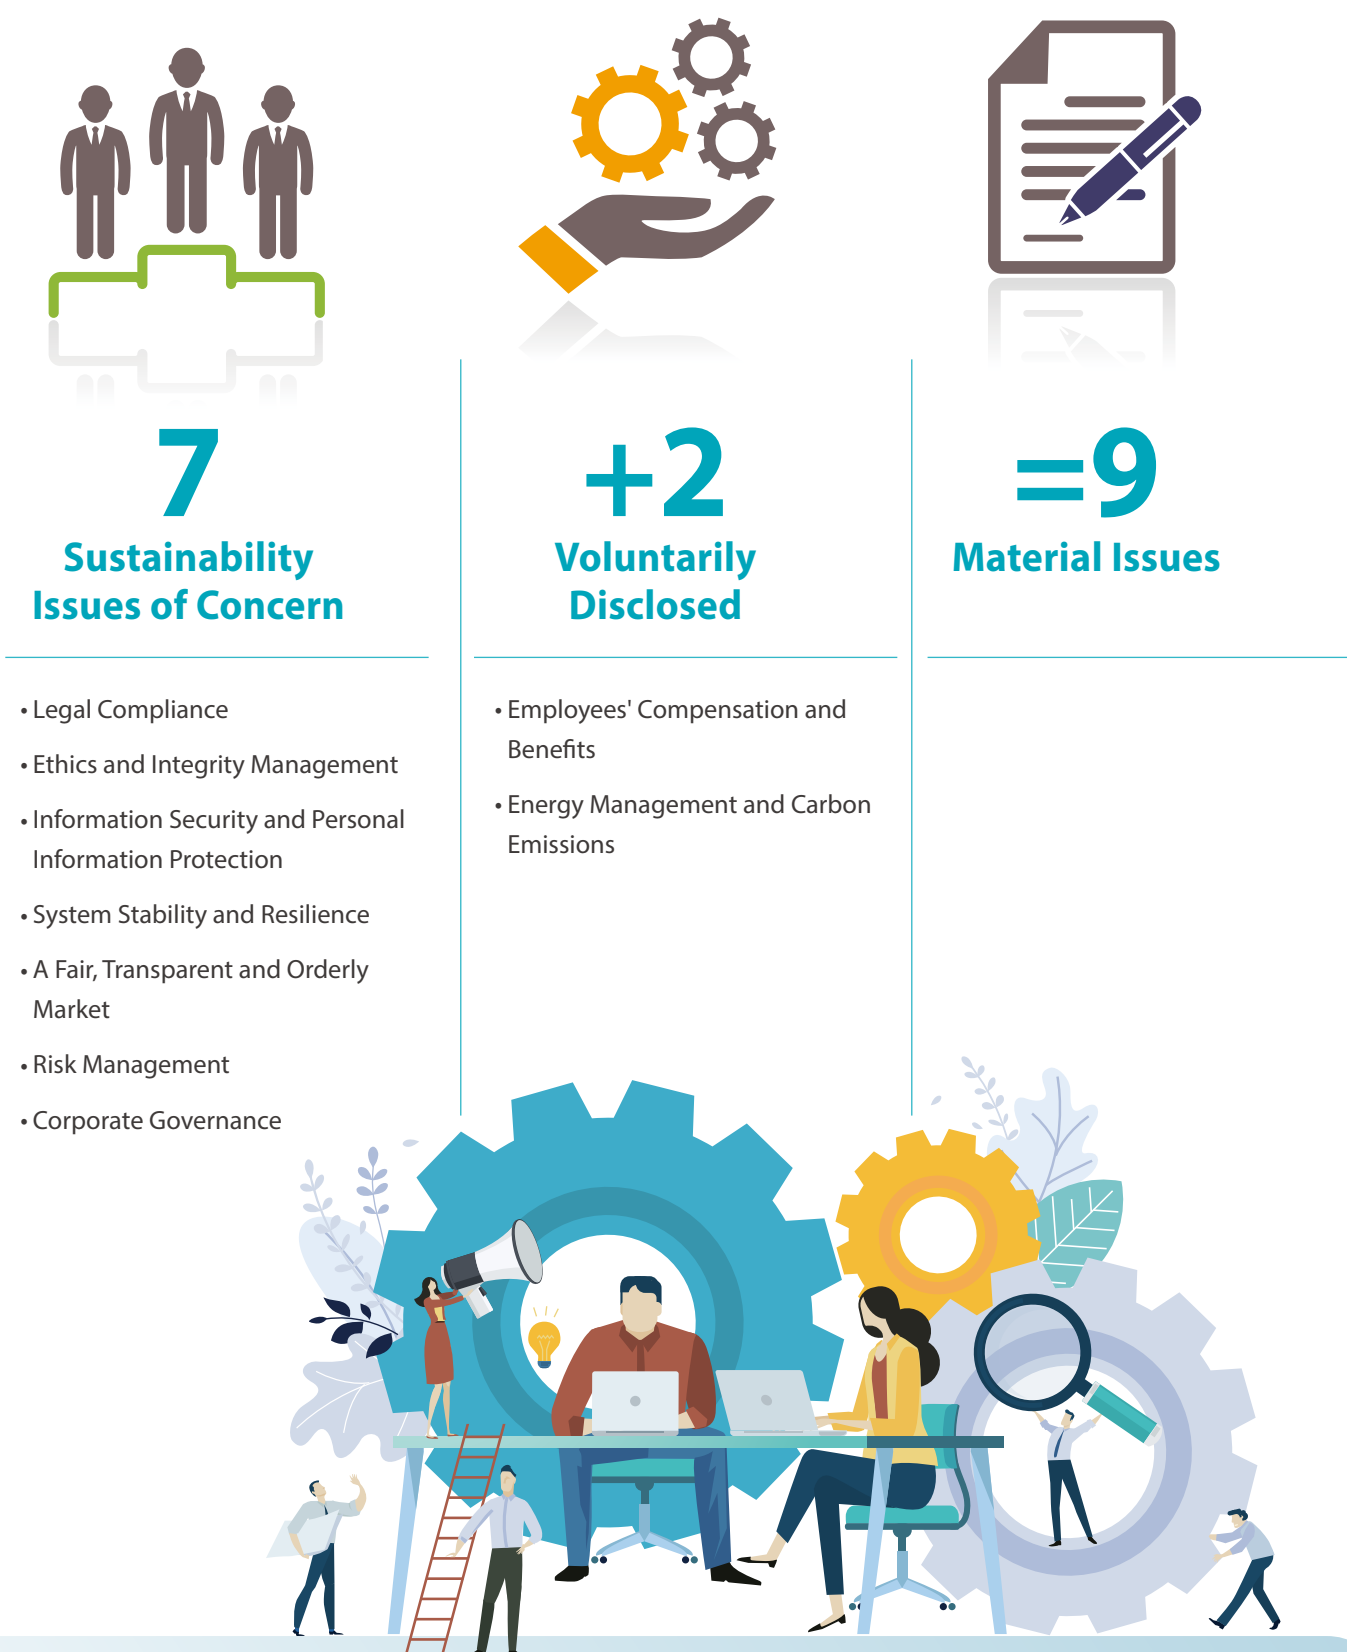 7
Sustainability
Issues of Concern
• Legal Compliance
• Ethics and Integrity Management
• Information Security and Personal
Information Protection
• System Stability and Resilience
• A Fair, Transparent and Orderly
Market
• Risk Management
• Corporate Governance
+2
Voluntarily
Disclosed
• Employees' Compensation and
Benefits
• Energy Management and Carbon
Emissions
=9
Material Issues